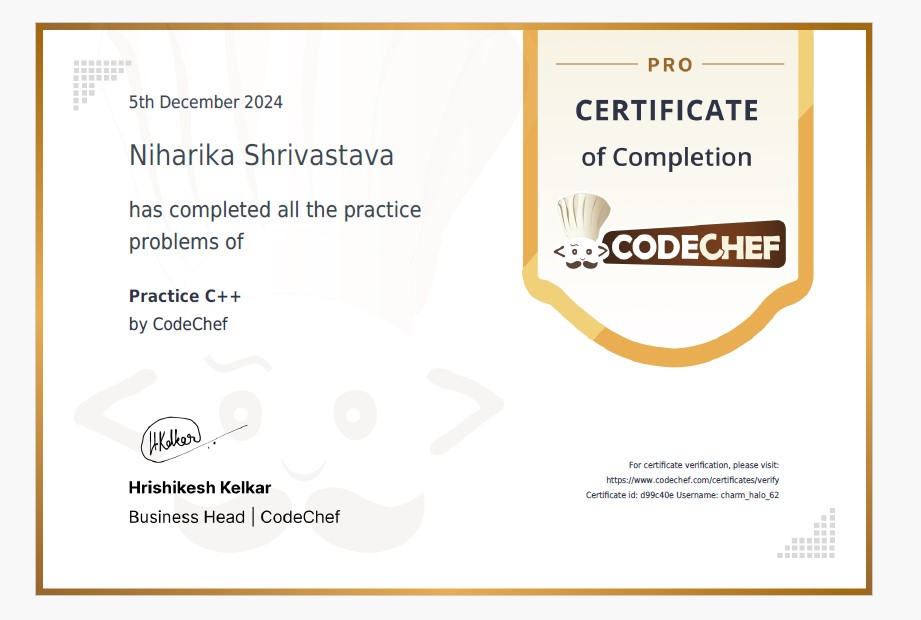 5th December 2024
Niharika Shrivastava
has completed all the practice
problems of
Practice C++
by CodeChef
H.Kelkar
Hrishikesh Kelkar
Business Head | CodeChef
PRO
CERTIFICATE
of Completion
CODECHEF
For certificate verification, please visit:
https://www.codechef.com/certificates/verify
Certificate id: d99c40e Username: charm_halo_62